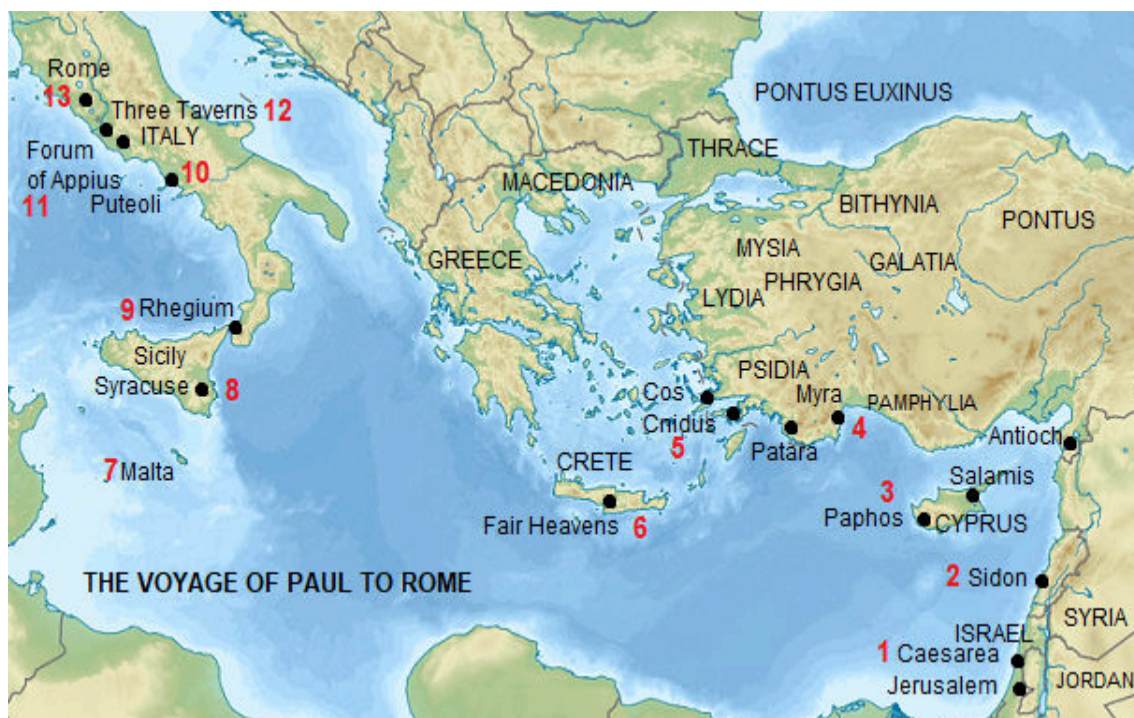 Rome
13
Three Taverns 12
PONTUS EUXINUS
ITALY
THRACE
Forum
of Appius
11
10
Puteoli
MACEDONIA
BITHYNIA
PONTUS
MYSIA
GREECE
GALATIA
PHRYGIA
LYDIA
9 Rhegium
Sicily
Syracuse 8
PSIDIA
Cos
Myra
PAMPHYLIA
Cnidus
5
4
Patara
Antioch
7 Malta
CRETE
Salamis
3
Paphos
CYPRUS
Fair Heavens 6
THE VOYAGE OF PAUL TO ROME
2 Sidon
SYRIA
ISRAEL
1 Caesarea
Jerusalem
JORDAN